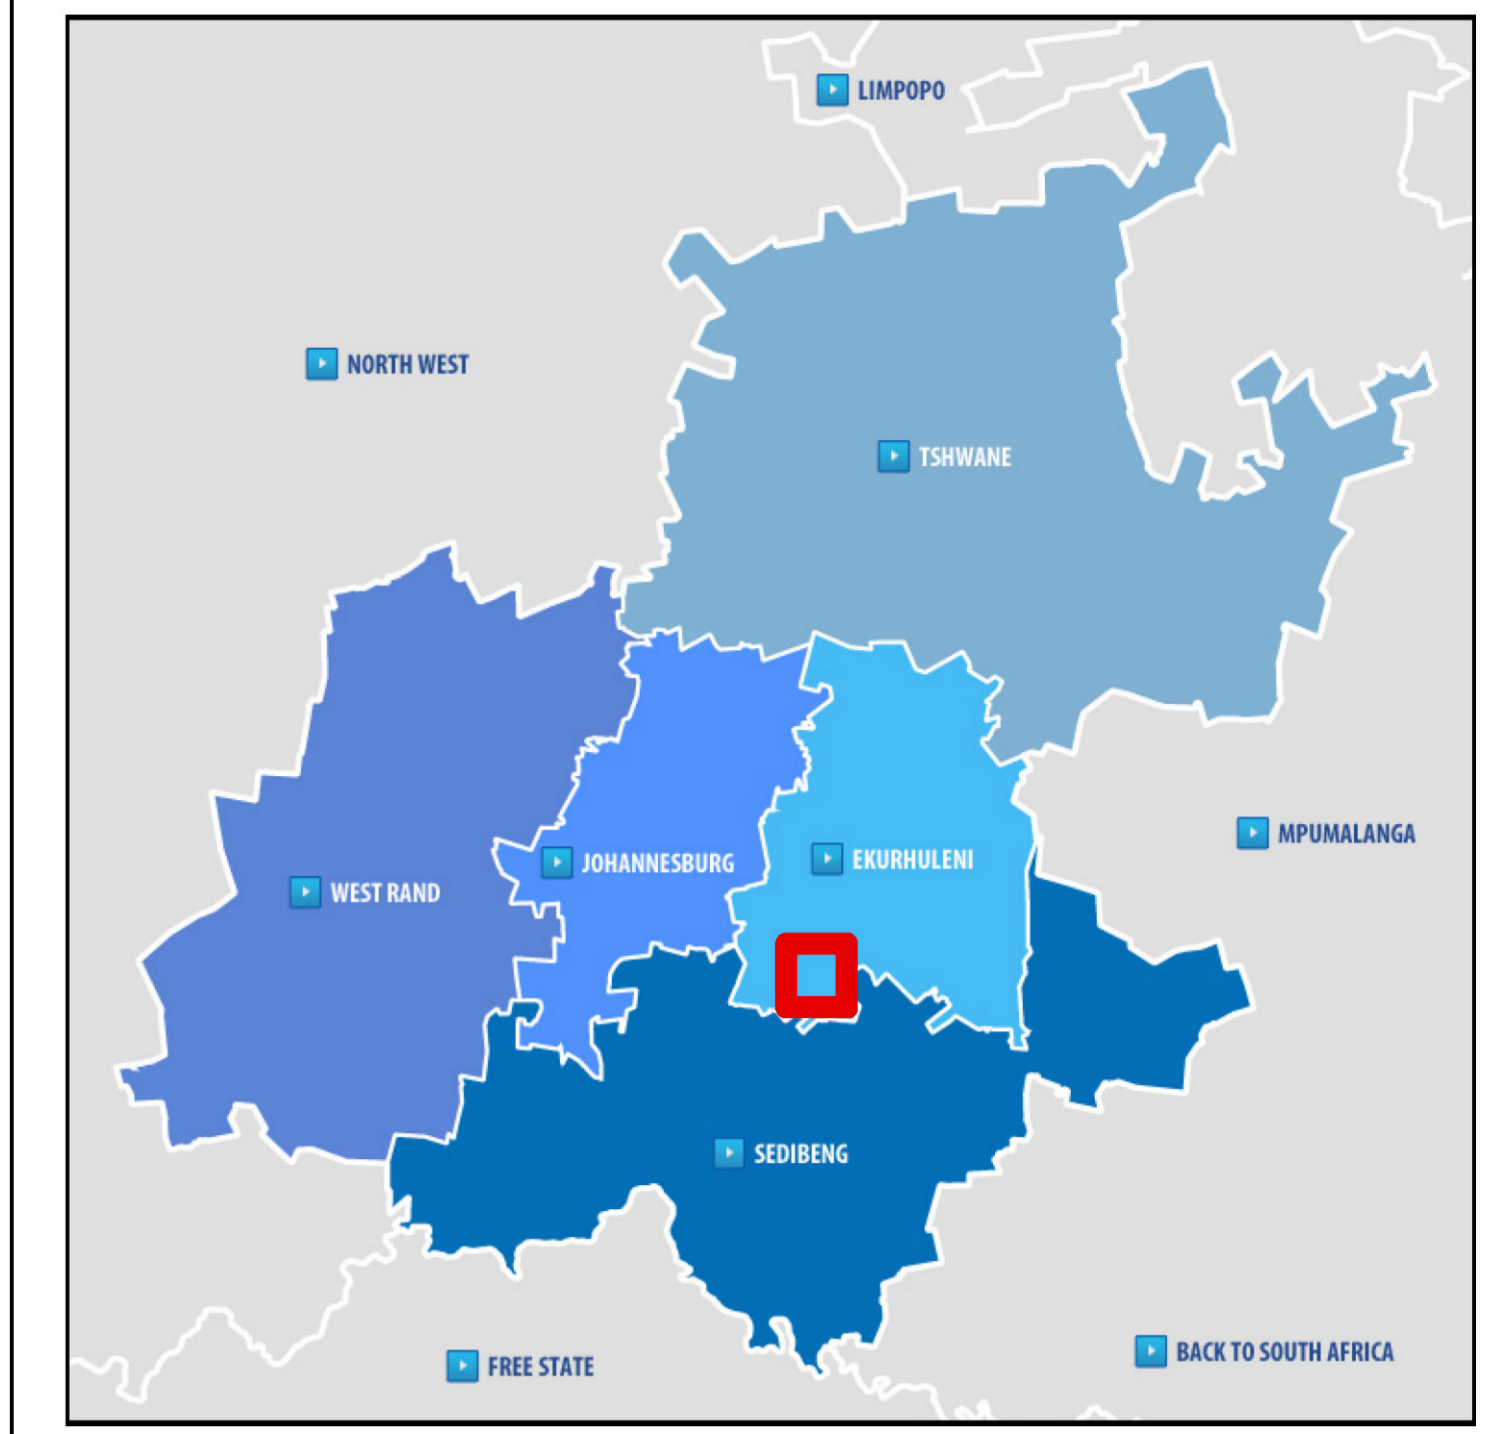 LIMPOPO
NORTH WEST
TSHWANE
MPUMALANGA
EKURHULENI
JOHANNESBURG
WEST RAND
SEDIBENG
BACK TO SOUTH AFRICA
FREE STATE